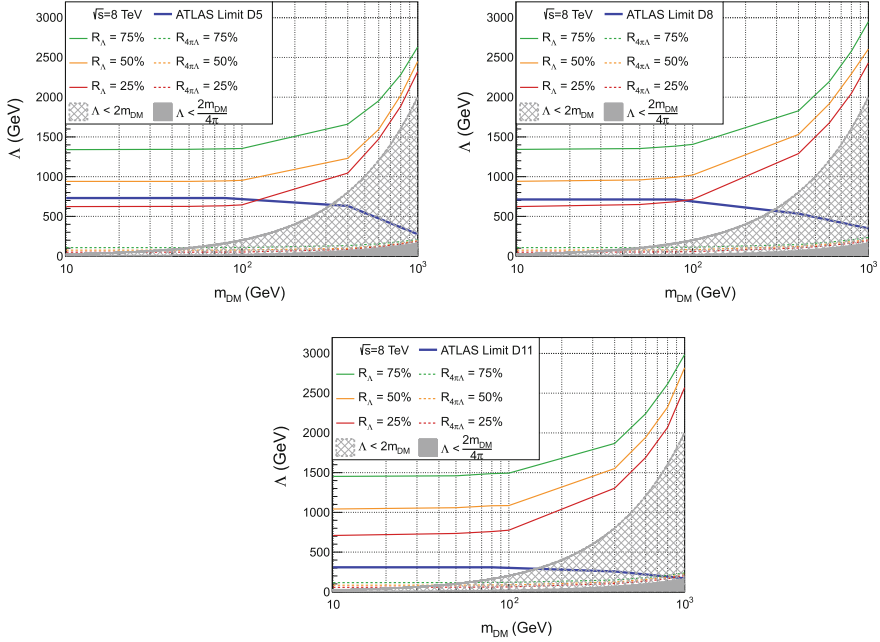 √s=8 TeV ATLAS Limit D5
R_Λ = 75% R_4πΛ = 75%
R_Λ = 50% R_4πΛ = 50%
R_Λ = 25% R_4πΛ = 25%
Λ < 2m_DM Λ < 2m_DM/4π
Λ (GeV)
3000
2500
2000
1500
1000
500
0
10 10² 10³
m_DM (GeV)
√s=8 TeV ATLAS Limit D8
R_Λ = 75% R_4πΛ = 75%
R_Λ = 50% R_4πΛ = 50%
R_Λ = 25% R_4πΛ = 25%
Λ < 2m_DM Λ < 2m_DM/4π
Λ (GeV)
3000
2500
2000
1500
1000
500
0
10 10² 10³
m_DM (GeV)
√s=8 TeV ATLAS Limit D11
R_Λ = 75% R_4πΛ = 75%
R_Λ = 50% R_4πΛ = 50%
R_Λ = 25% R_4πΛ = 25%
Λ < 2m_DM Λ < 2m_DM/4π
Λ (GeV)
3000
2500
2000
1500
1000
500
0
10 10² 10³
m_DM (GeV)